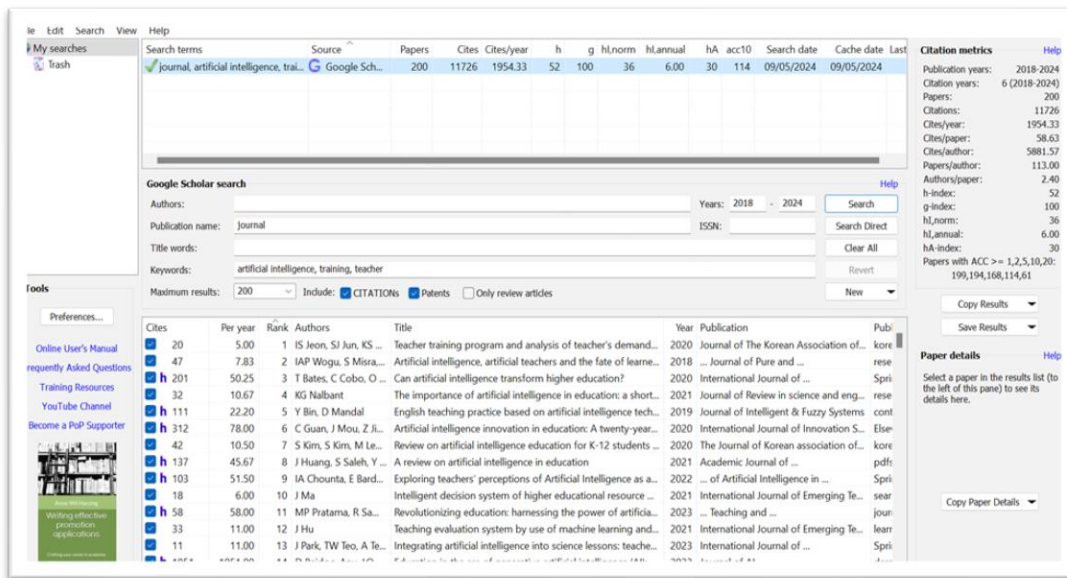 le Edit Search View Help
My searches
Trash
Search terms Source Papers Cites Cites/year h g hI,norm hI,annual hA acc10 Search date Cache date Last
journal, artificial intelligence, trai... Google Sch... 200 11726 1954.33 52 100 36 6.00 30 114 09/05/2024 09/05/2024
Google Scholar search Help
Authors: Years: 2018 - 2024 Search
Publication name: journal ISSN: Search Direct
Title words: Clear All
Keywords: artificial intelligence, training, teacher Revert
Maximum results: 200 Include: CITATIONs Patents Only review articles New
Cites Per year Rank Authors Title Year Publication Publ
20 5.00 1 IS Jeon, SJ Jun, KS ... Teacher training program and analysis of teacher's demand... 2020 Journal of The Korean Association of... kore
47 7.83 2 IAP Wogu, S Misra,... Artificial intelligence, artificial teachers and the fate of learne... 2018 ... Journal of Pure and ... rese
h 201 50.25 3 T Bates, C Cobo, O ... Can artificial intelligence transform higher education? 2020 International Journal of ... Spri
32 10.67 4 KG Nalbant The importance of artificial intelligence in education: a short... 2021 Journal of Review in science and eng... rese
h 111 22.20 5 Y Bin, D Mandal English teaching practice based on artificial intelligence tech... 2019 Journal of Intelligent & Fuzzy Systems cont
h 312 78.00 6 C Guan, J Mou, Z Ji... Artificial intelligence innovation in education: A twenty-year... 2020 International Journal of Innovation S... Else
42 10.50 7 S Kim, S Kim, M Le... Review on artificial intelligence education for K-12 students ... 2020 The Journal of Korean association of... kore
h 137 45.67 8 J Huang, S Saleh, Y ... A review on artificial intelligence in education 2021 Academic Journal of ... pdfs
h 103 51.50 9 IA Chounta, E Bard... Exploring teachers' perceptions of Artificial Intelligence as a... 2022 ... of Artificial Intelligence in ... Spri
18 6.00 10 J Ma Intelligent decision system of higher educational resource ... 2021 International Journal of Emerging Te... sear
h 58 58.00 11 MP Pratama, R Sa... Revolutionizing education: harnessing the power of artificia... 2023 ... Teaching and ... jour
33 11.00 12 J Hu Teaching evaluation system by use of machine learning and... 2021 International Journal of Emerging Te... learr
11 11.00 13 J Park, TW Teo, A Te... Integrating artificial intelligence into science lessons: teache... 2023 International Journal of ... Spri
Tools
Preferences...
Online User's Manual
requently Asked Questions
Training Resources
YouTube Channel
Become a PoP Supporter
Writing effective
promotion
applications.
Citation metrics Help
Publication years: 2018-2024
Citation years: 6 (2018-2024)
Papers: 200
Citations: 11726
Cites/year: 1954.33
Cites/paper: 58.63
Cites/author: 5881.57
Papers/author: 113.00
Authors/paper: 2.40
h-index: 52
g-index: 100
hI,norm: 36
hI,annual: 6.00
hA-index: 30
Papers with ACC >= 1,2,5,10,20:
199,194,168,114,61
Copy Results
Save Results
Paper details Help
Select a paper in the results list (to
the left of this pane) to see its
details here.
Copy Paper Details